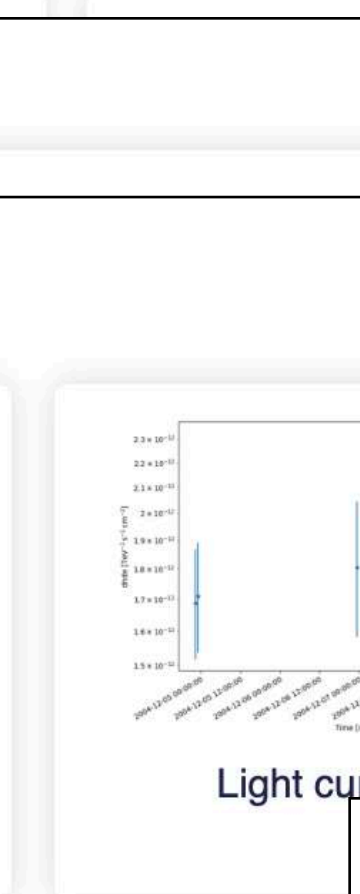 2.3 × 10⁻¹²
2.2 × 10⁻¹²
2.1 × 10⁻¹²
2 × 10⁻¹²
1.9 × 10⁻¹²
1.8 × 10⁻¹²
1.7 × 10⁻¹²
1.6 × 10⁻¹²
1.5 × 10⁻¹²
dnde [TeV⁻¹ s⁻¹ cm⁻²]
2004-12-05 00:00:00
2004-12-05 12:00:00
2004-12-06 00:00:00
2004-12-06 12:00:00
2004-12-07 00:00:00
2004-12
Time [
Light cu